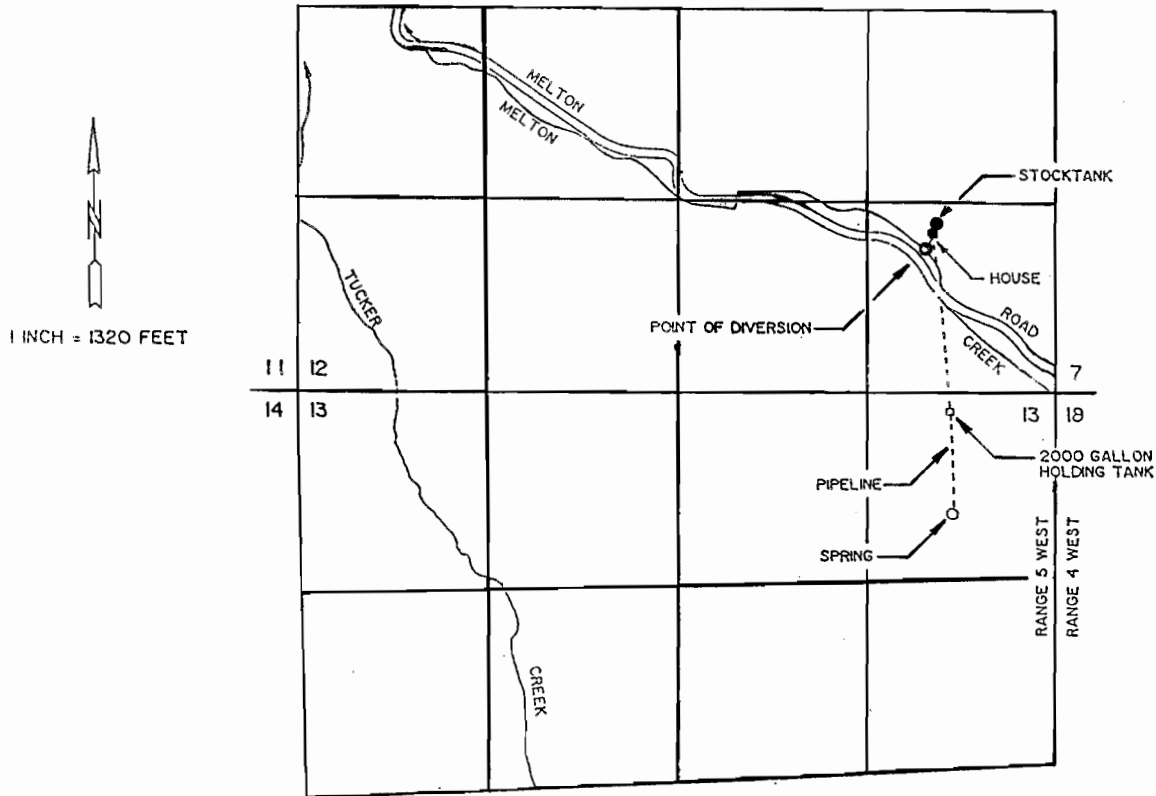 MELTON
MELTON
STOCKTANK
N
HOUSE
TUCKER
ROAD
POINT OF DIVERSION
CREEK
1 INCH = 1320 FEET
11 12
7
14 13
13 18
2000 GALLON
HOLDING TANK
PIPELINE
SPRING
RANGE 5 WEST
RANGE 4 WEST
CREEK